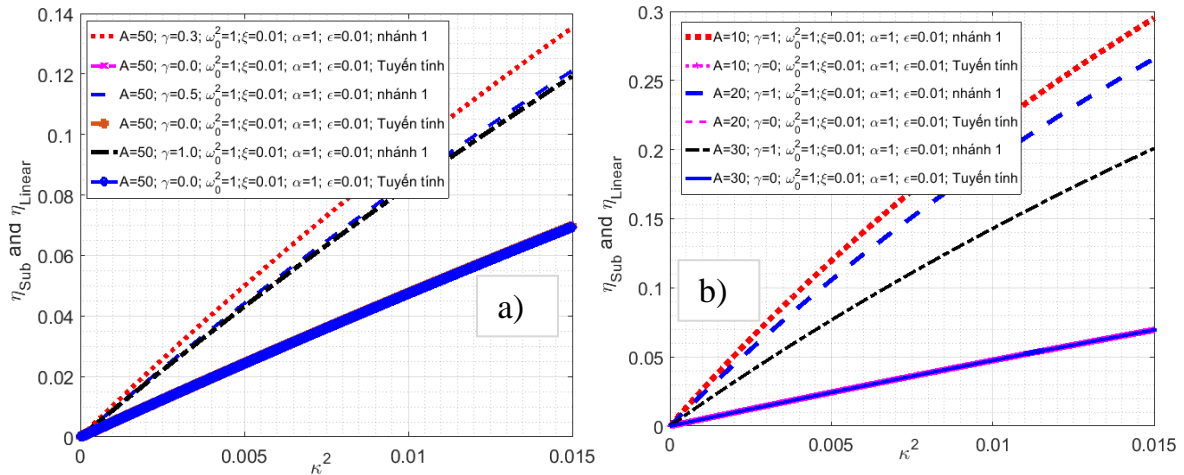 0.14
0.12
0.1
0.08
0.06
0.04
0.02
0
η_Sub and η_Linear
A=50; γ=0.3; ω₀²=1;ξ=0.01; α=1; ϵ=0.01; nhánh 1
A=50; γ=0.0; ω₀²=1;ξ=0.01; α=1; ϵ=0.01; Tuyến tính
A=50; γ=0.5; ω₀²=1;ξ=0.01; α=1; ϵ=0.01; nhánh 1
A=50; γ=0.0; ω₀²=1;ξ=0.01; α=1; ϵ=0.01; Tuyến tính
A=50; γ=1.0; ω₀²=1;ξ=0.01; α=1; ϵ=0.01; nhánh 1
A=50; γ=0.0; ω₀²=1;ξ=0.01; α=1; ϵ=0.01; Tuyến tính
a)
0 0.005 0.01 0.015
κ²
0.3
0.25
0.2
0.15
0.1
0.05
0
η_Sub and η_Linear
A=10; γ=1; ω₀²=1;ξ=0.01; α=1; ϵ=0.01; nhánh 1
A=10; γ=0; ω₀²=1;ξ=0.01; α=1; ϵ=0.01; Tuyến tính
A=20; γ=1; ω₀²=1;ξ=0.01; α=1; ϵ=0.01; nhánh 1
A=20; γ=0; ω₀²=1;ξ=0.01; α=1; ϵ=0.01; Tuyến tính
A=30; γ=1; ω₀²=1;ξ=0.01; α=1; ϵ=0.01; nhánh 1
A=30; γ=0; ω₀²=1;ξ=0.01; α=1; ϵ=0.01; Tuyến tính
b)
0 0.005 0.01 0.015
κ²